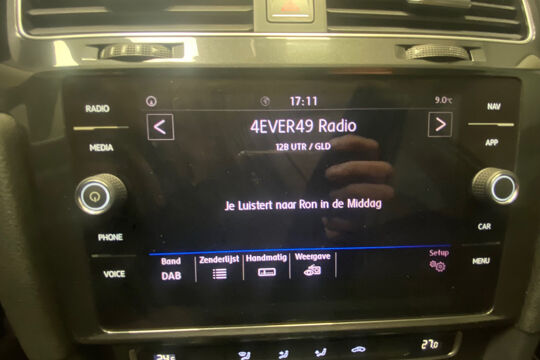 RADIO
17:11
9.0°C
NAV
4EVER49 Radio
128 UTR / GLD
MEDIA
APP
Je Luistert naar Ron in de Middag
PHONE
CAR
VOICE
Band
Zenderlijst
Handmatig
Weergave
Setup
DAB
MENU
27.0